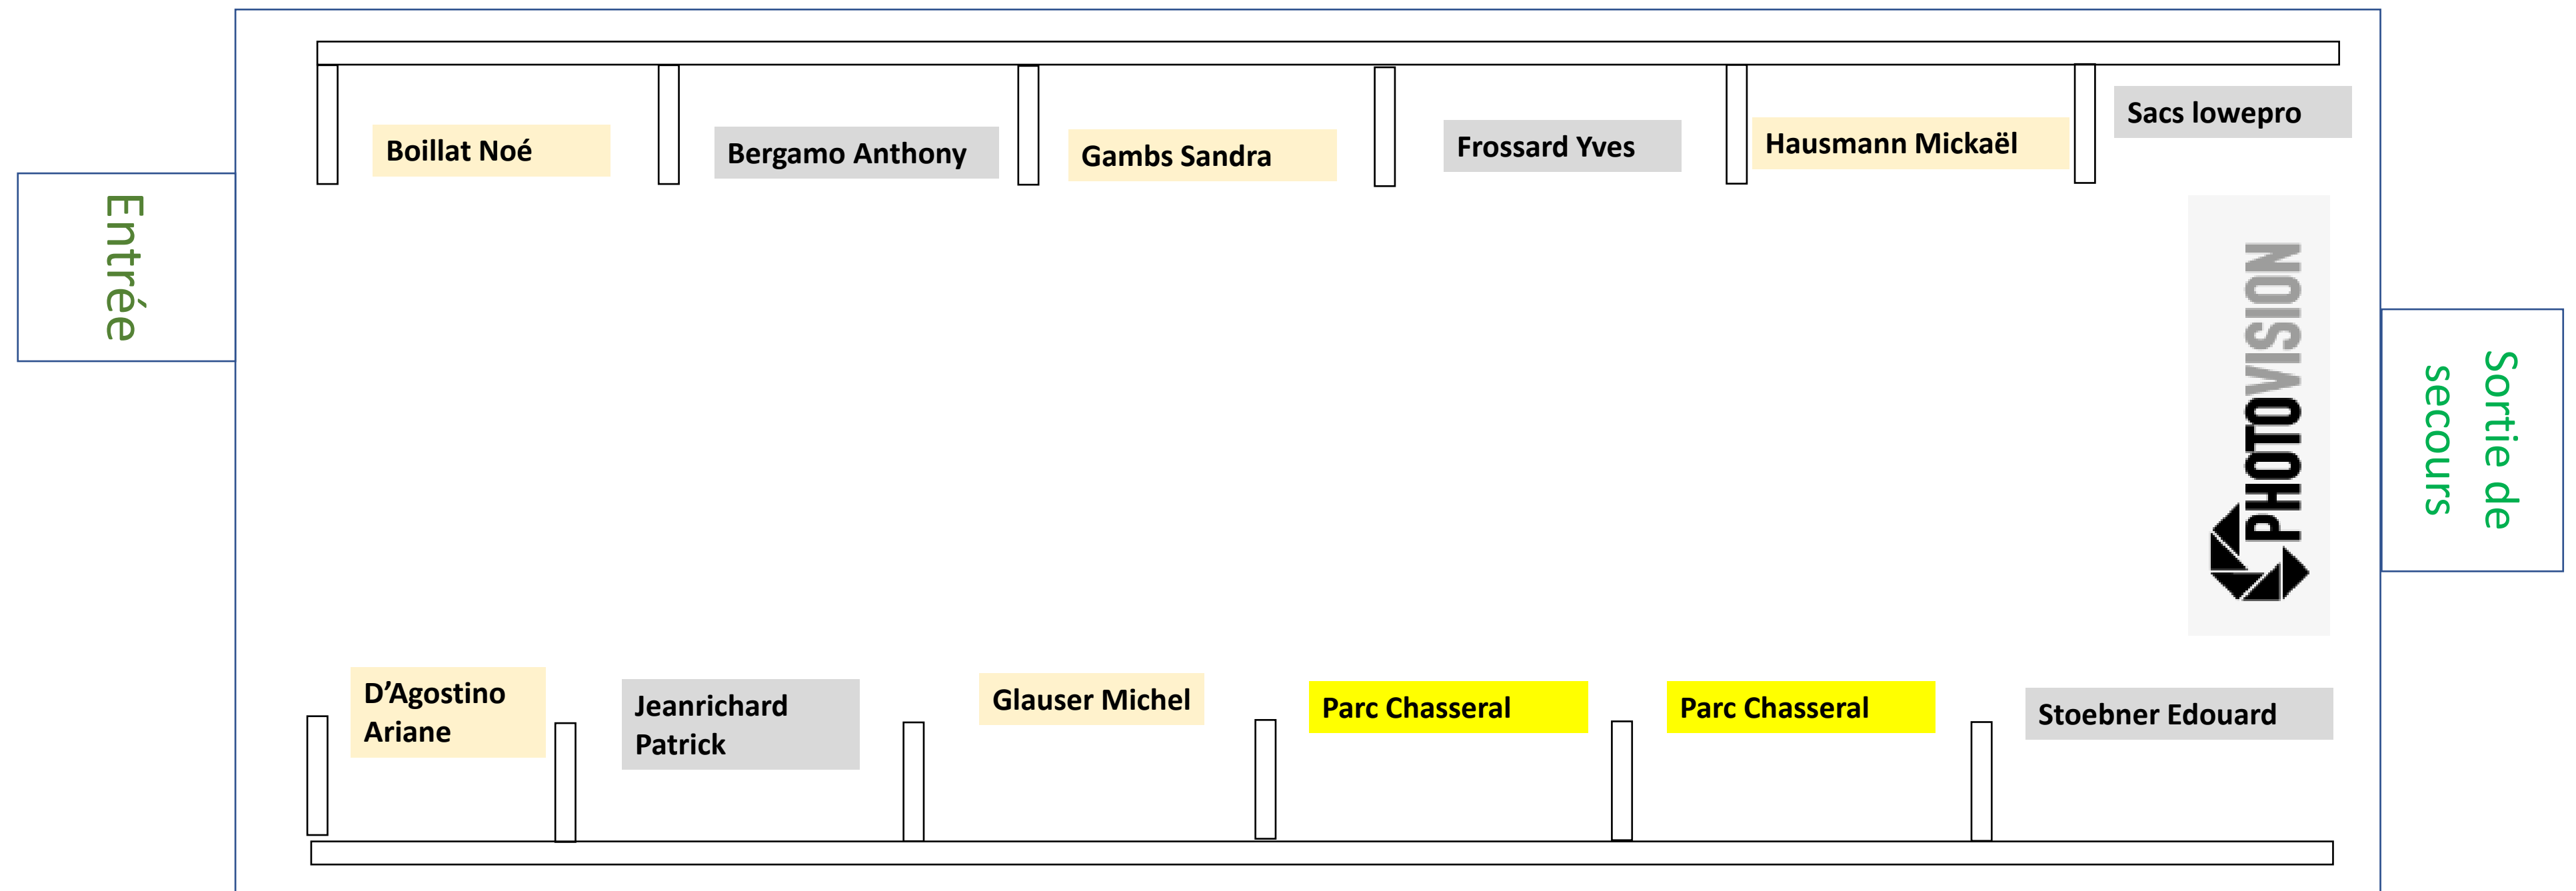 Boillat Noé
Bergamo Anthony
Gambs Sandra
Frossard Yves
Hausmann Mickaël
Sacs lowepro
Entrée
PHOTOVISION
Sortie de
secours
D’Agostino
Ariane
Jeanrichard
Patrick
Glauser Michel
Parc Chasseral
Parc Chasseral
Stoebner Edouard